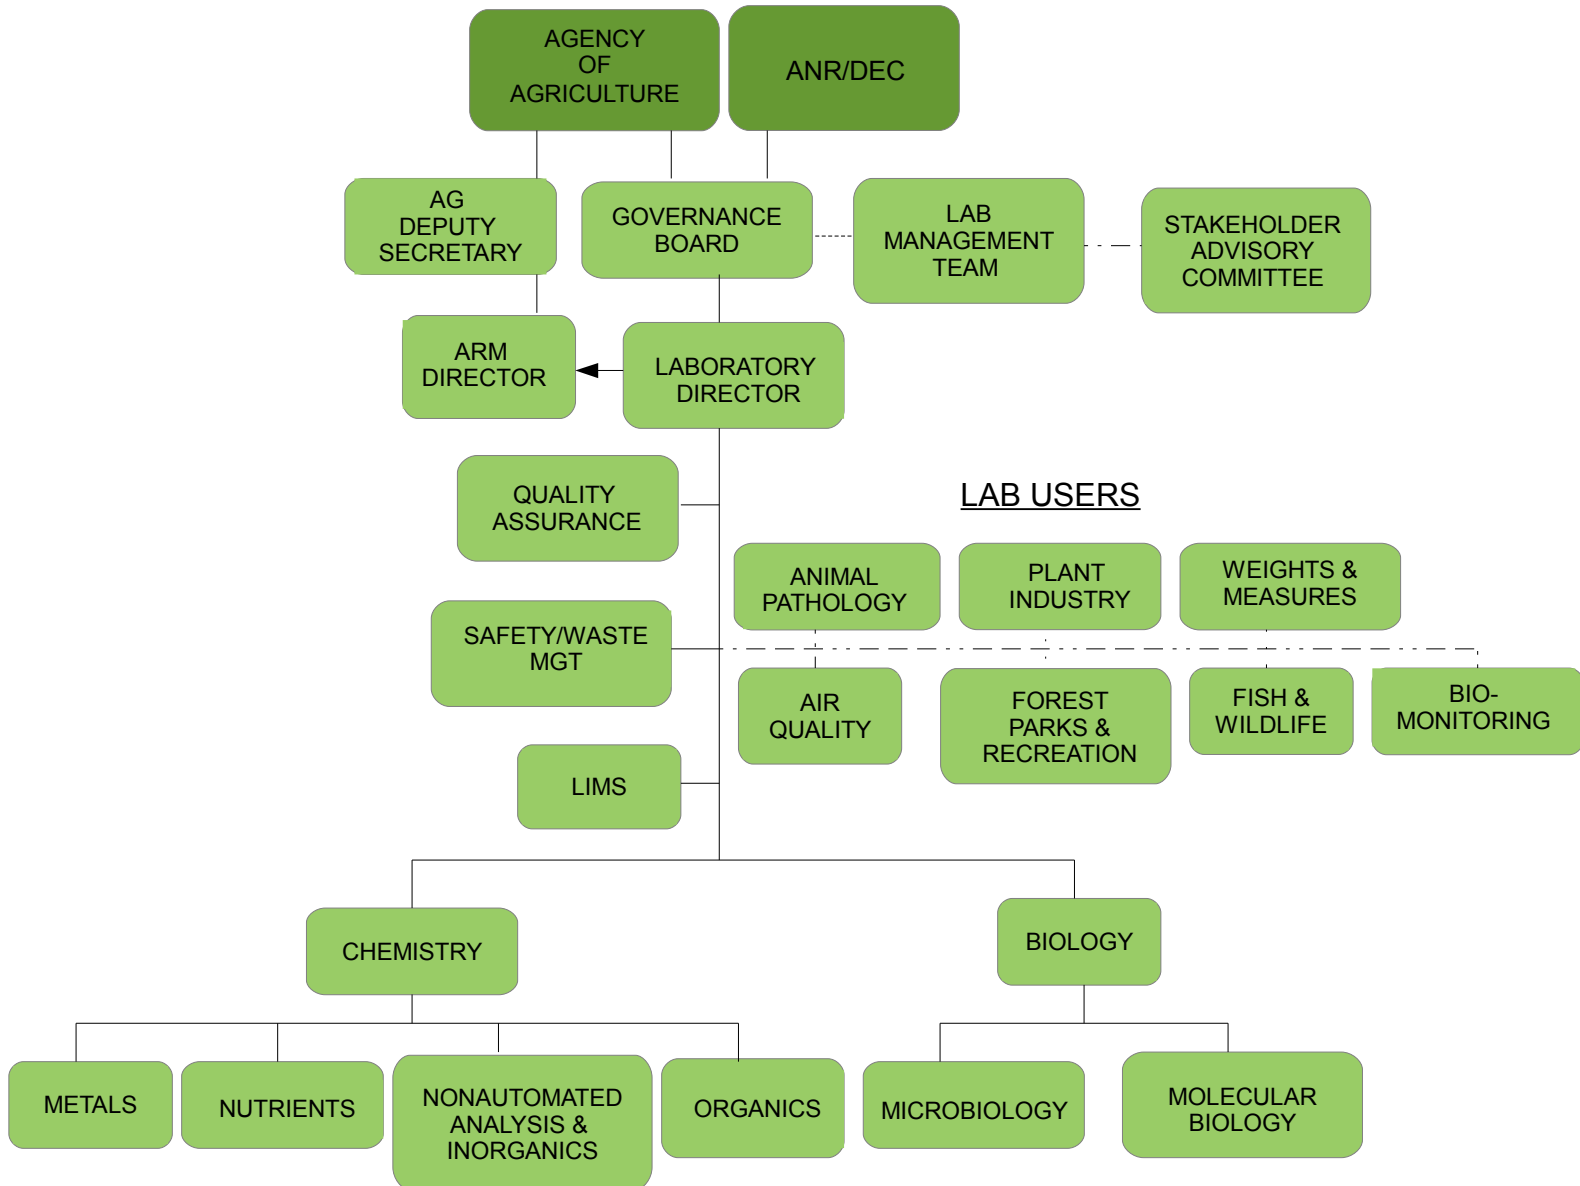 AGENCY
OF
AGRICULTURE
ANR/DEC
AG
DEPUTY
SECRETARY
GOVERNANCE
BOARD
LAB
MANAGEMENT
TEAM
STAKEHOLDER
ADVISORY
COMMITTEE
ARM
DIRECTOR
LABORATORY
DIRECTOR
QUALITY
ASSURANCE
LAB USERS
ANIMAL
PATHOLOGY
PLANT
INDUSTRY
WEIGHTS &
MEASURES
SAFETY/WASTE
MGT
AIR
QUALITY
FOREST
PARKS &
RECREATION
FISH &
WILDLIFE
BIO-
MONITORING
LIMS
CHEMISTRY
BIOLOGY
METALS
NUTRIENTS
NONAUTOMATED
ANALYSIS &
INORGANICS
ORGANICS
MICROBIOLOGY
MOLECULAR
BIOLOGY